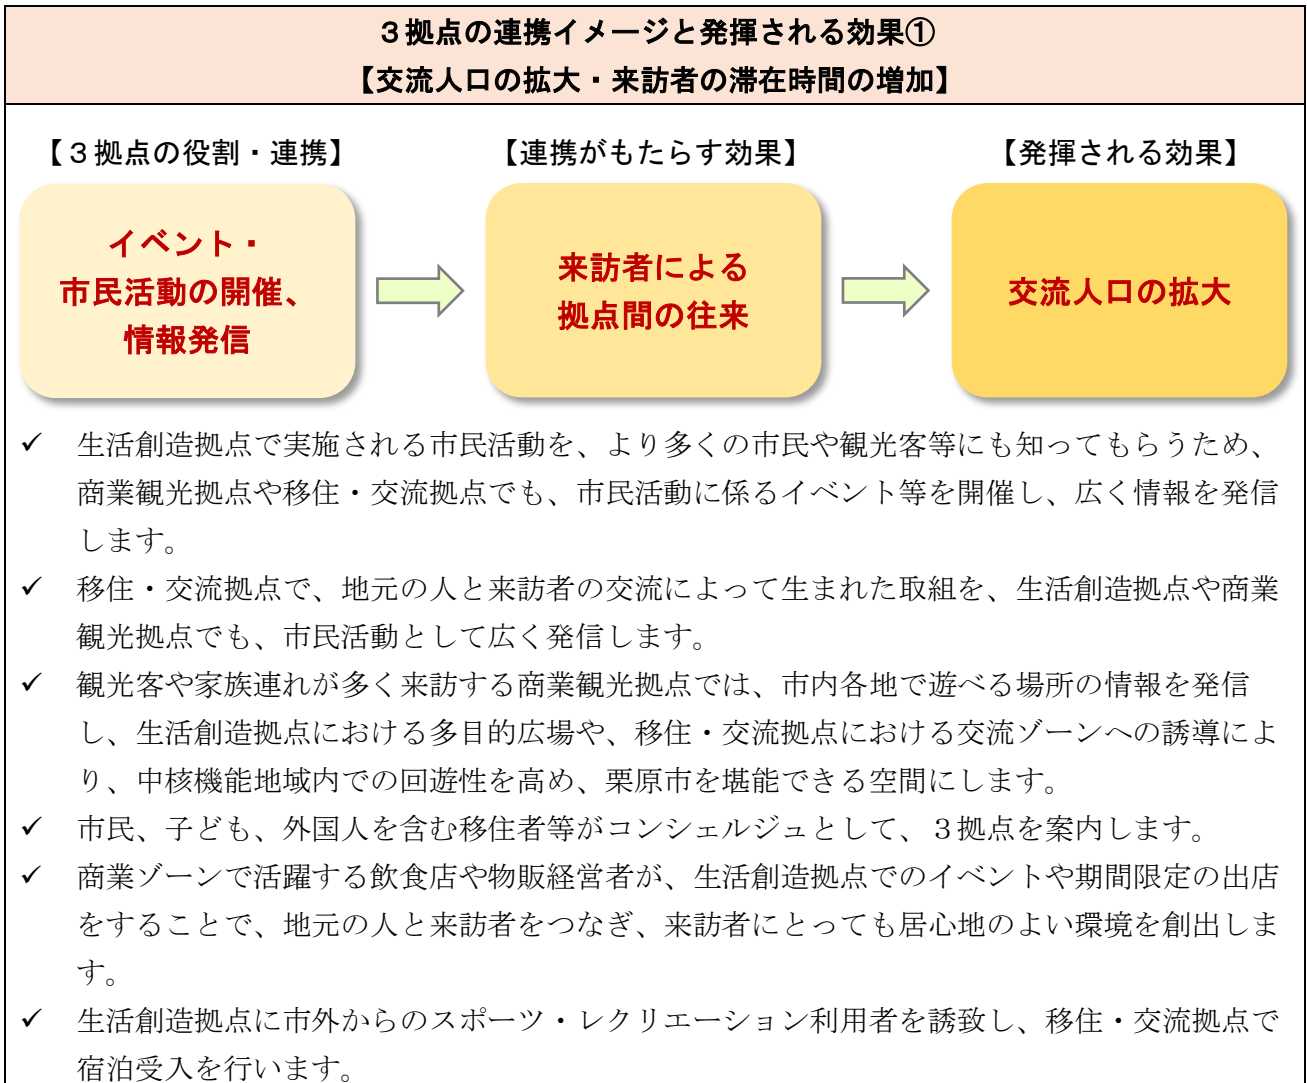 ３拠点の連携イメージと発揮される効果①
【交流人口の拡大・来訪者の滞在時間の増加】
【３拠点の役割・連携】
【連携がもたらす効果】
【発揮される効果】
イベント・
市民活動の開催、
情報発信
来訪者による
拠点間の往来
交流人口の拡大
✓ 生活創造拠点で実施される市民活動を、より多くの市民や観光客等にも知ってもらうため、
商業観光拠点や移住・交流拠点でも、市民活動に係るイベント等を開催し、広く情報を発信
します。
✓ 移住・交流拠点で、地元の人と来訪者の交流によって生まれた取組を、生活創造拠点や商業
観光拠点でも、市民活動として広く発信します。
✓ 観光客や家族連れが多く来訪する商業観光拠点では、市内各地で遊べる場所の情報を発信
し、生活創造拠点における多目的広場や、移住・交流拠点における交流ゾーンへの誘導によ
り、中核機能地域内での回遊性を高め、栗原市を堪能できる空間にします。
✓ 市民、子ども、外国人を含む移住者等がコンシェルジュとして、３拠点を案内します。
✓ 商業ゾーンで活躍する飲食店や物販経営者が、生活創造拠点でのイベントや期間限定の出店
をすることで、地元の人と来訪者をつなぎ、来訪者にとっても居心地のよい環境を創出しま
す。
✓ 生活創造拠点に市外からのスポーツ・レクリエーション利用者を誘致し、移住・交流拠点で
宿泊受入を行います。